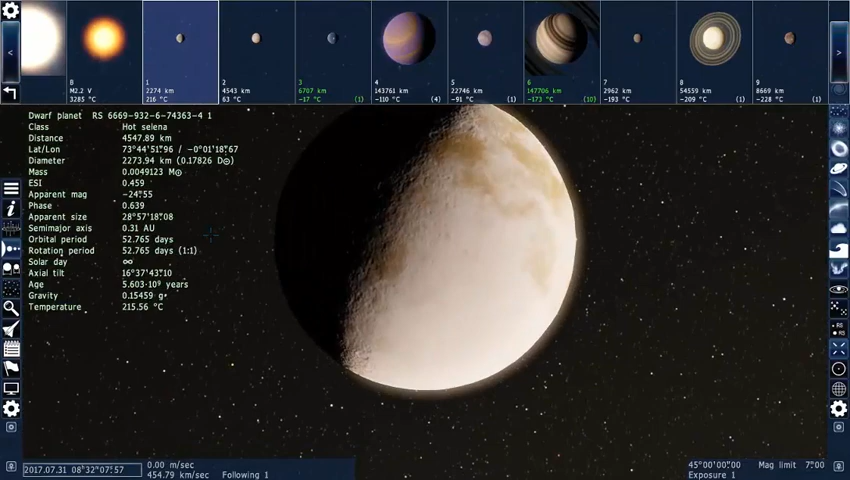 <
>
B
M2.2 V
3285 °C
1
2274 km
216 °C
2
4543 km
63 °C
3
6707 km
-17 °C (1)
4
143761 km
-110 °C (4)
5
22746 km
-91 °C (1)
6
147706 km
-173 °C (10)
7
2962 km
-193 °C
8
54559 km
-209 °C (1)
9
8669 km
-228 °C (1)
Dwarf planet RS 6669-932-6-74363-4 1
Class Hot selena
Distance 4547.89 km
Lat/Lon 73°44'51".96 / -0°01'18".67
Diameter 2273.94 km (0.17826 D⊕)
Mass 0.0049123 M⊕
ESI 0.459
Apparent mag -24.55
Phase 0.639
Apparent size 28°57'18".08
Semimajor axis 0.31 AU
Orbital period 52.765 days
Rotation period 52.765 days (1:1)
Solar day ∞
Axial tilt 16°37'43".10
Age 5.603·10⁹ years
Gravity 0.15459 g
Temperature 215.56 °C
RS
RS
2017.07.31 08:32:07.57
0.00 m/sec
454.79 km/sec Following 1
45°00'00".00 Mag limit 7.00
Exposure 1